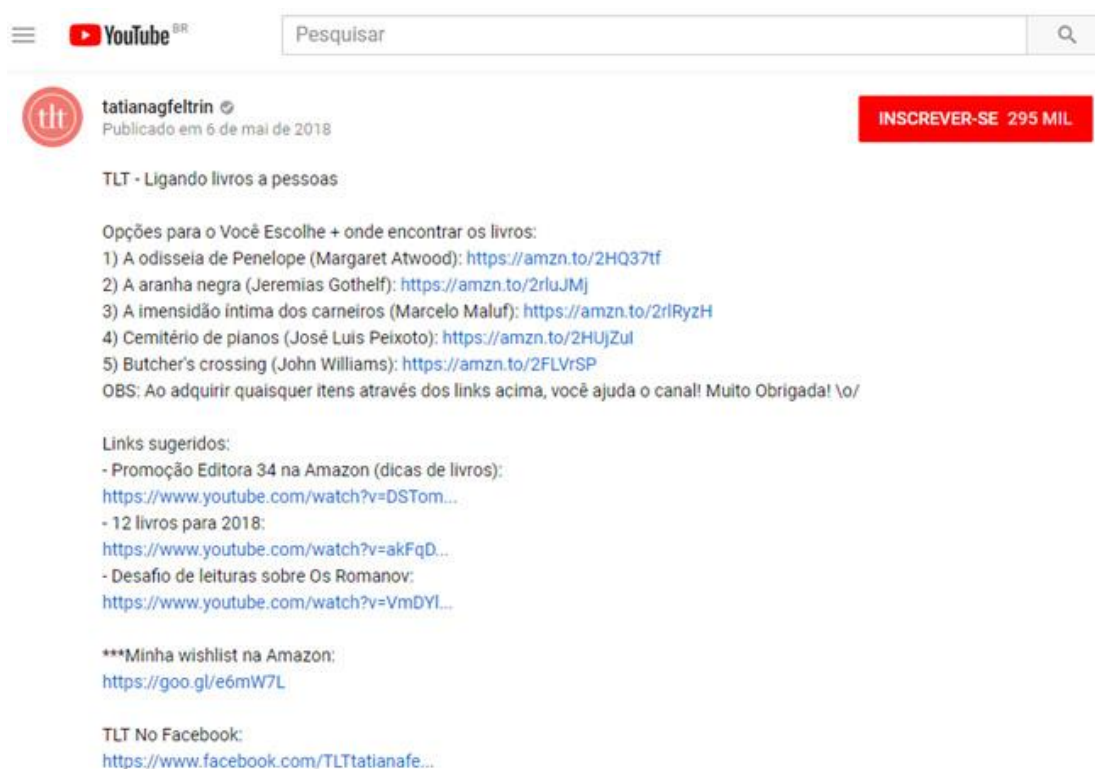 YouTube BR
Pesquisar
tatianagfeltrin
Publicado em 6 de mai de 2018
INSCREVER-SE 295 MIL
tlt
TLT - Ligando livros a pessoas
Opções para o Você Escolhe + onde encontrar os livros:
1) A odisseia de Penelope (Margaret Atwood): https://amzn.to/2HQ37tf
2) A aranha negra (Jeremias Gothelf): https://amzn.to/2rluJMj
3) A imensidão íntima dos carneiros (Marcelo Maluf): https://amzn.to/2rlRyzH
4) Cemitério de pianos (José Luis Peixoto): https://amzn.to/2HUjZuI
5) Butcher's crossing (John Williams): https://amzn.to/2FLVrSP
OBS: Ao adquirir quaisquer itens através dos links acima, você ajuda o canal! Muito Obrigada! \o/
Links sugeridos:
- Promoção Editora 34 na Amazon (dicas de livros):
https://www.youtube.com/watch?v=DSTom...
- 12 livros para 2018:
https://www.youtube.com/watch?v=akFqD...
- Desafio de leituras sobre Os Romanov:
https://www.youtube.com/watch?v=VmDYl...
***Minha wishlist na Amazon:
https://goo.gl/e6mW7L
TLT No Facebook:
https://www.facebook.com/TLTtatianafe...